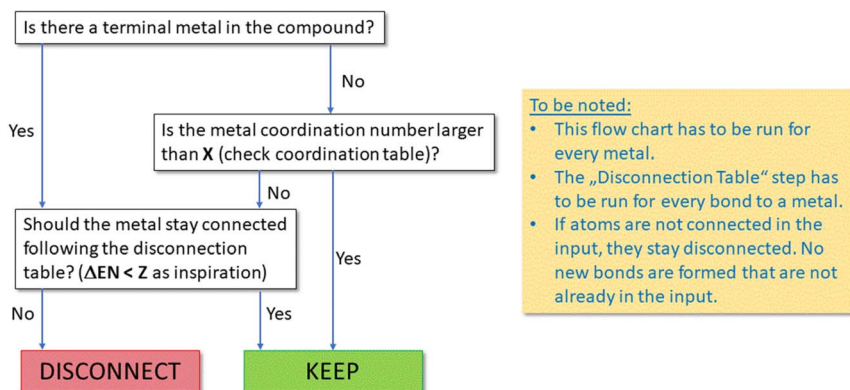 Is there a terminal metal in the compound?
No
Yes
Is the metal coordination number larger
than X (check coordination table)?
No
Should the metal stay connected
following the disconnection
table? (ΔEN < Z as inspiration)
Yes
No
Yes
DISCONNECT
KEEP
To be noted:
• This flow chart has to be run for
every metal.
• The „Disconnection Table“ step has
to be run for every bond to a metal.
• If atoms are not connected in the
input, they stay disconnected. No
new bonds are formed that are not
already in the input.